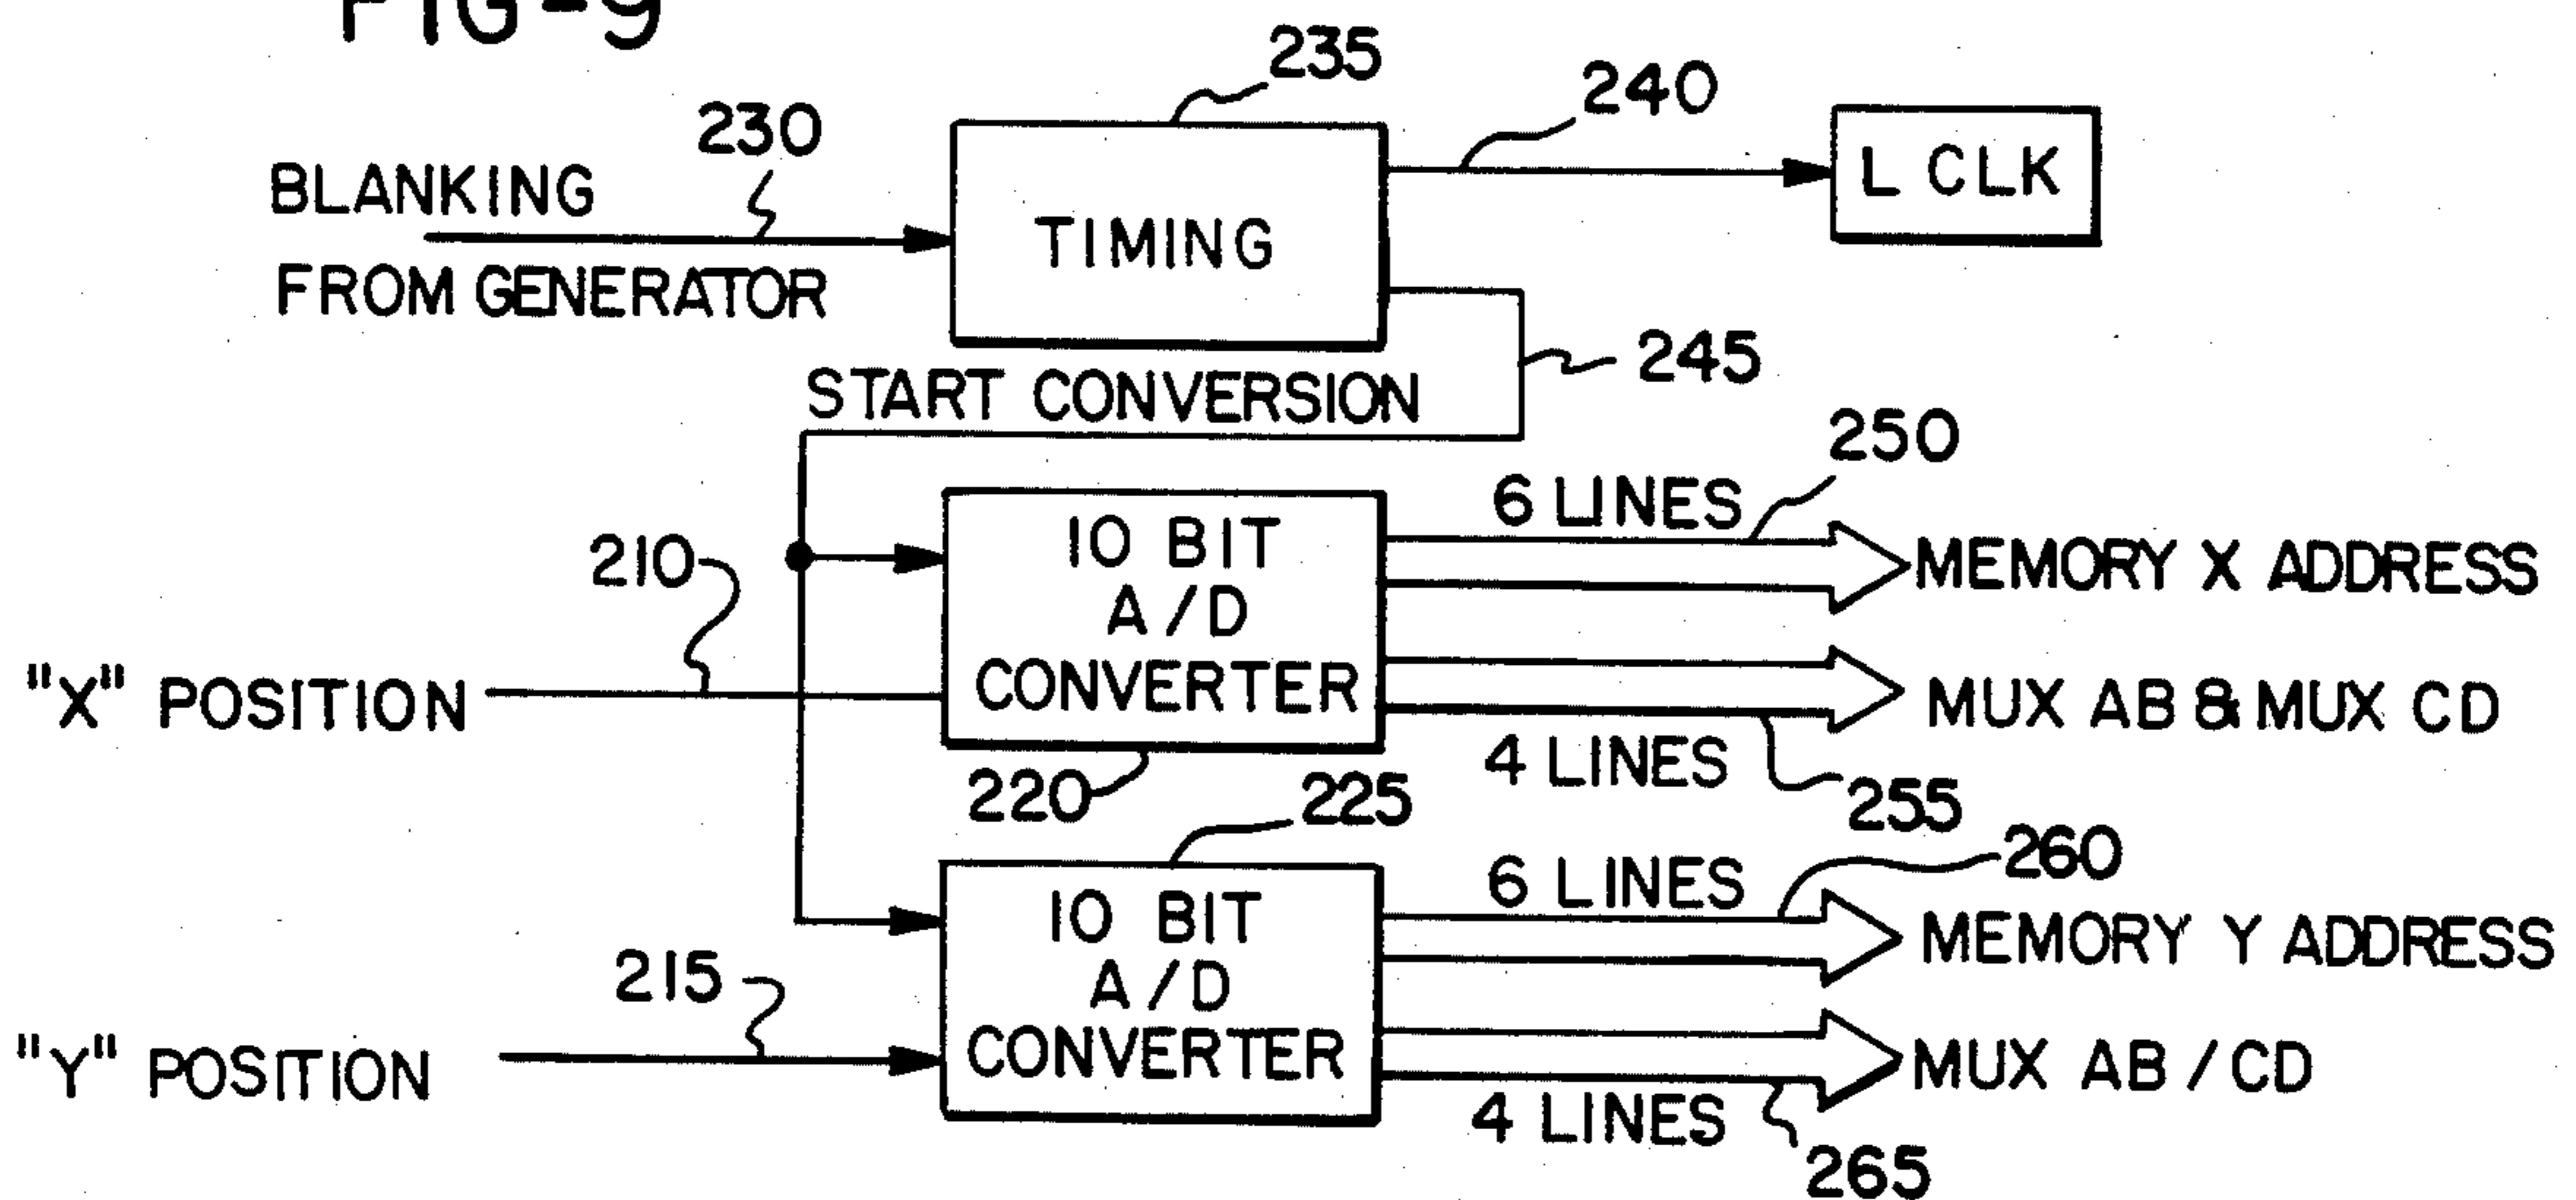 FIG-9
235
240
230
BLANKING
L CLK
TIMING
FROM GENERATOR
245
START CONVERSION
250
6 LINES
210
10 BIT
A/D
CONVERTER
MEMORY X ADDRESS
"X" POSITION
MUX AB & MUX CD
4 LINES
220
225
255
260
6 LINES
10 BIT
A/D
CONVERTER
MEMORY Y ADDRESS
215
"Y" POSITION
MUX AB/CD
4 LINES
265